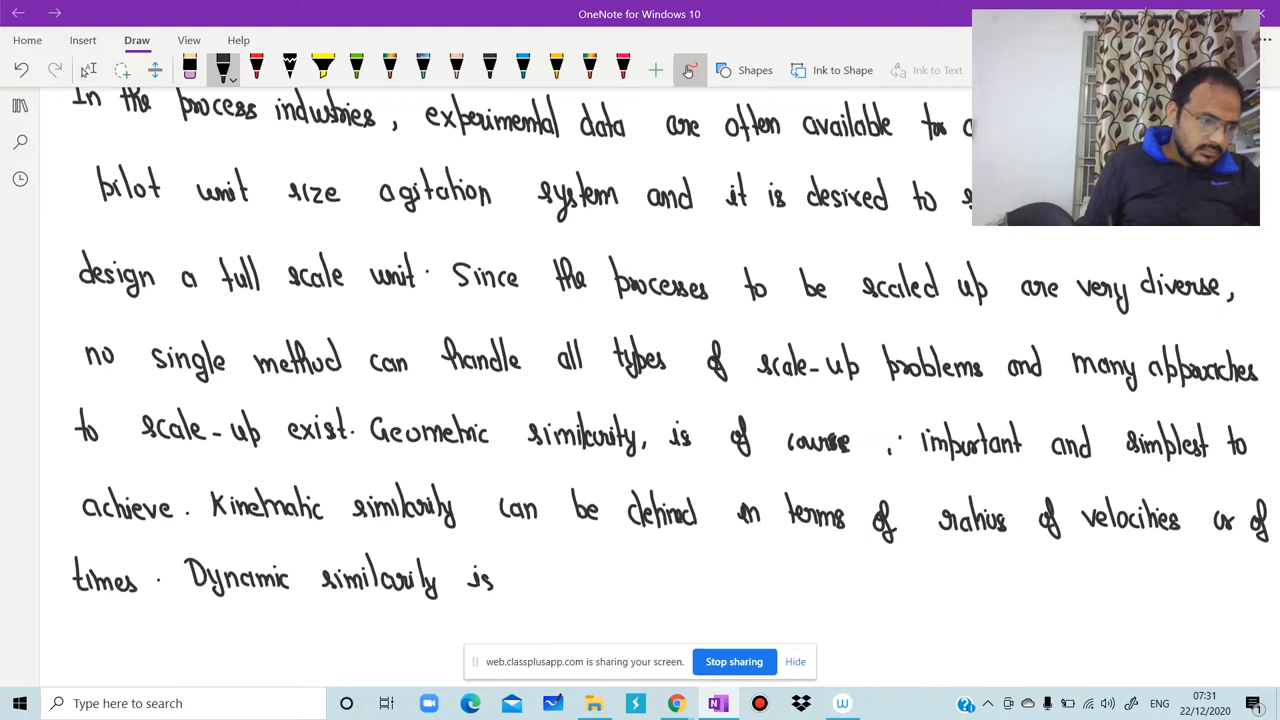 OneNote for Windows 10
Home Insert Draw View Help
Shapes Ink to Shape Ink to Text
In the process industries, experimental data are often available for
pilot unit size agitation system and it is desired to
design a full scale unit. Since the processes to be scaled up are very diverse,
no single method can handle all types of scale-up problems and many approaches
to scale-up exist. Geometric similarity, is of course, important and simplest to
achieve. Kinematic similarity can be defined in terms of ratius of velocities or of
times. Dynamic similarity is
web.classplusapp.com is sharing your screen. Stop sharing Hide
Type here to search
ENG
07:31
22/12/2020